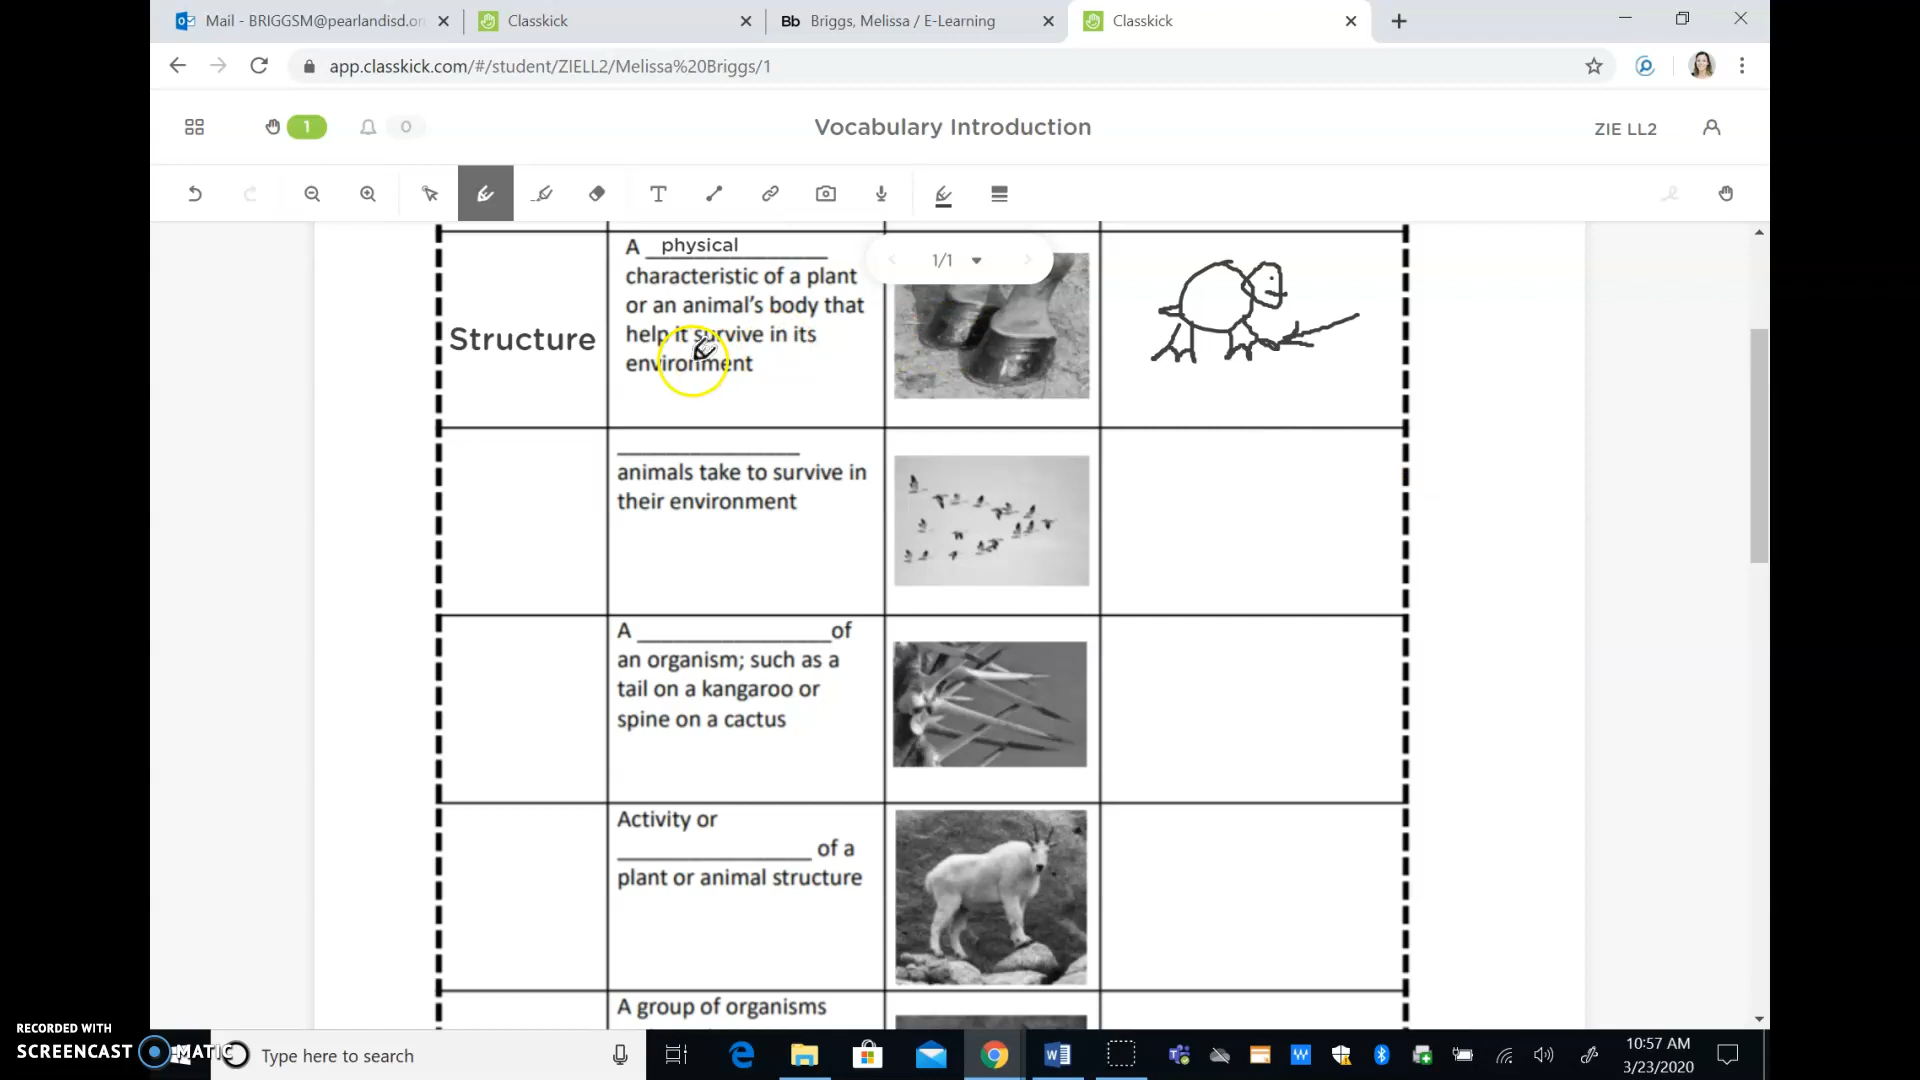 Mail - BRIGGSM@pearlandisd.or
Classkick
Bb Briggs, Melissa / E-Learning
Classkick
app.classkick.com/#/student/ZIELL2/Melissa%20Briggs/1
1
0
Vocabulary Introduction
ZIE LL2
T
1/1
Structure
A physical
characteristic of a plant
or an animal's body that
help it survive in its
environment
animals take to survive in
their environment
A ________________of
an organism; such as a
tail on a kangaroo or
spine on a cactus
Activity or
________________ of a
plant or animal structure
A group of organisms
RECORDED WITH
SCREENCAST MATIC
Type here to search
10:57 AM
3/23/2020